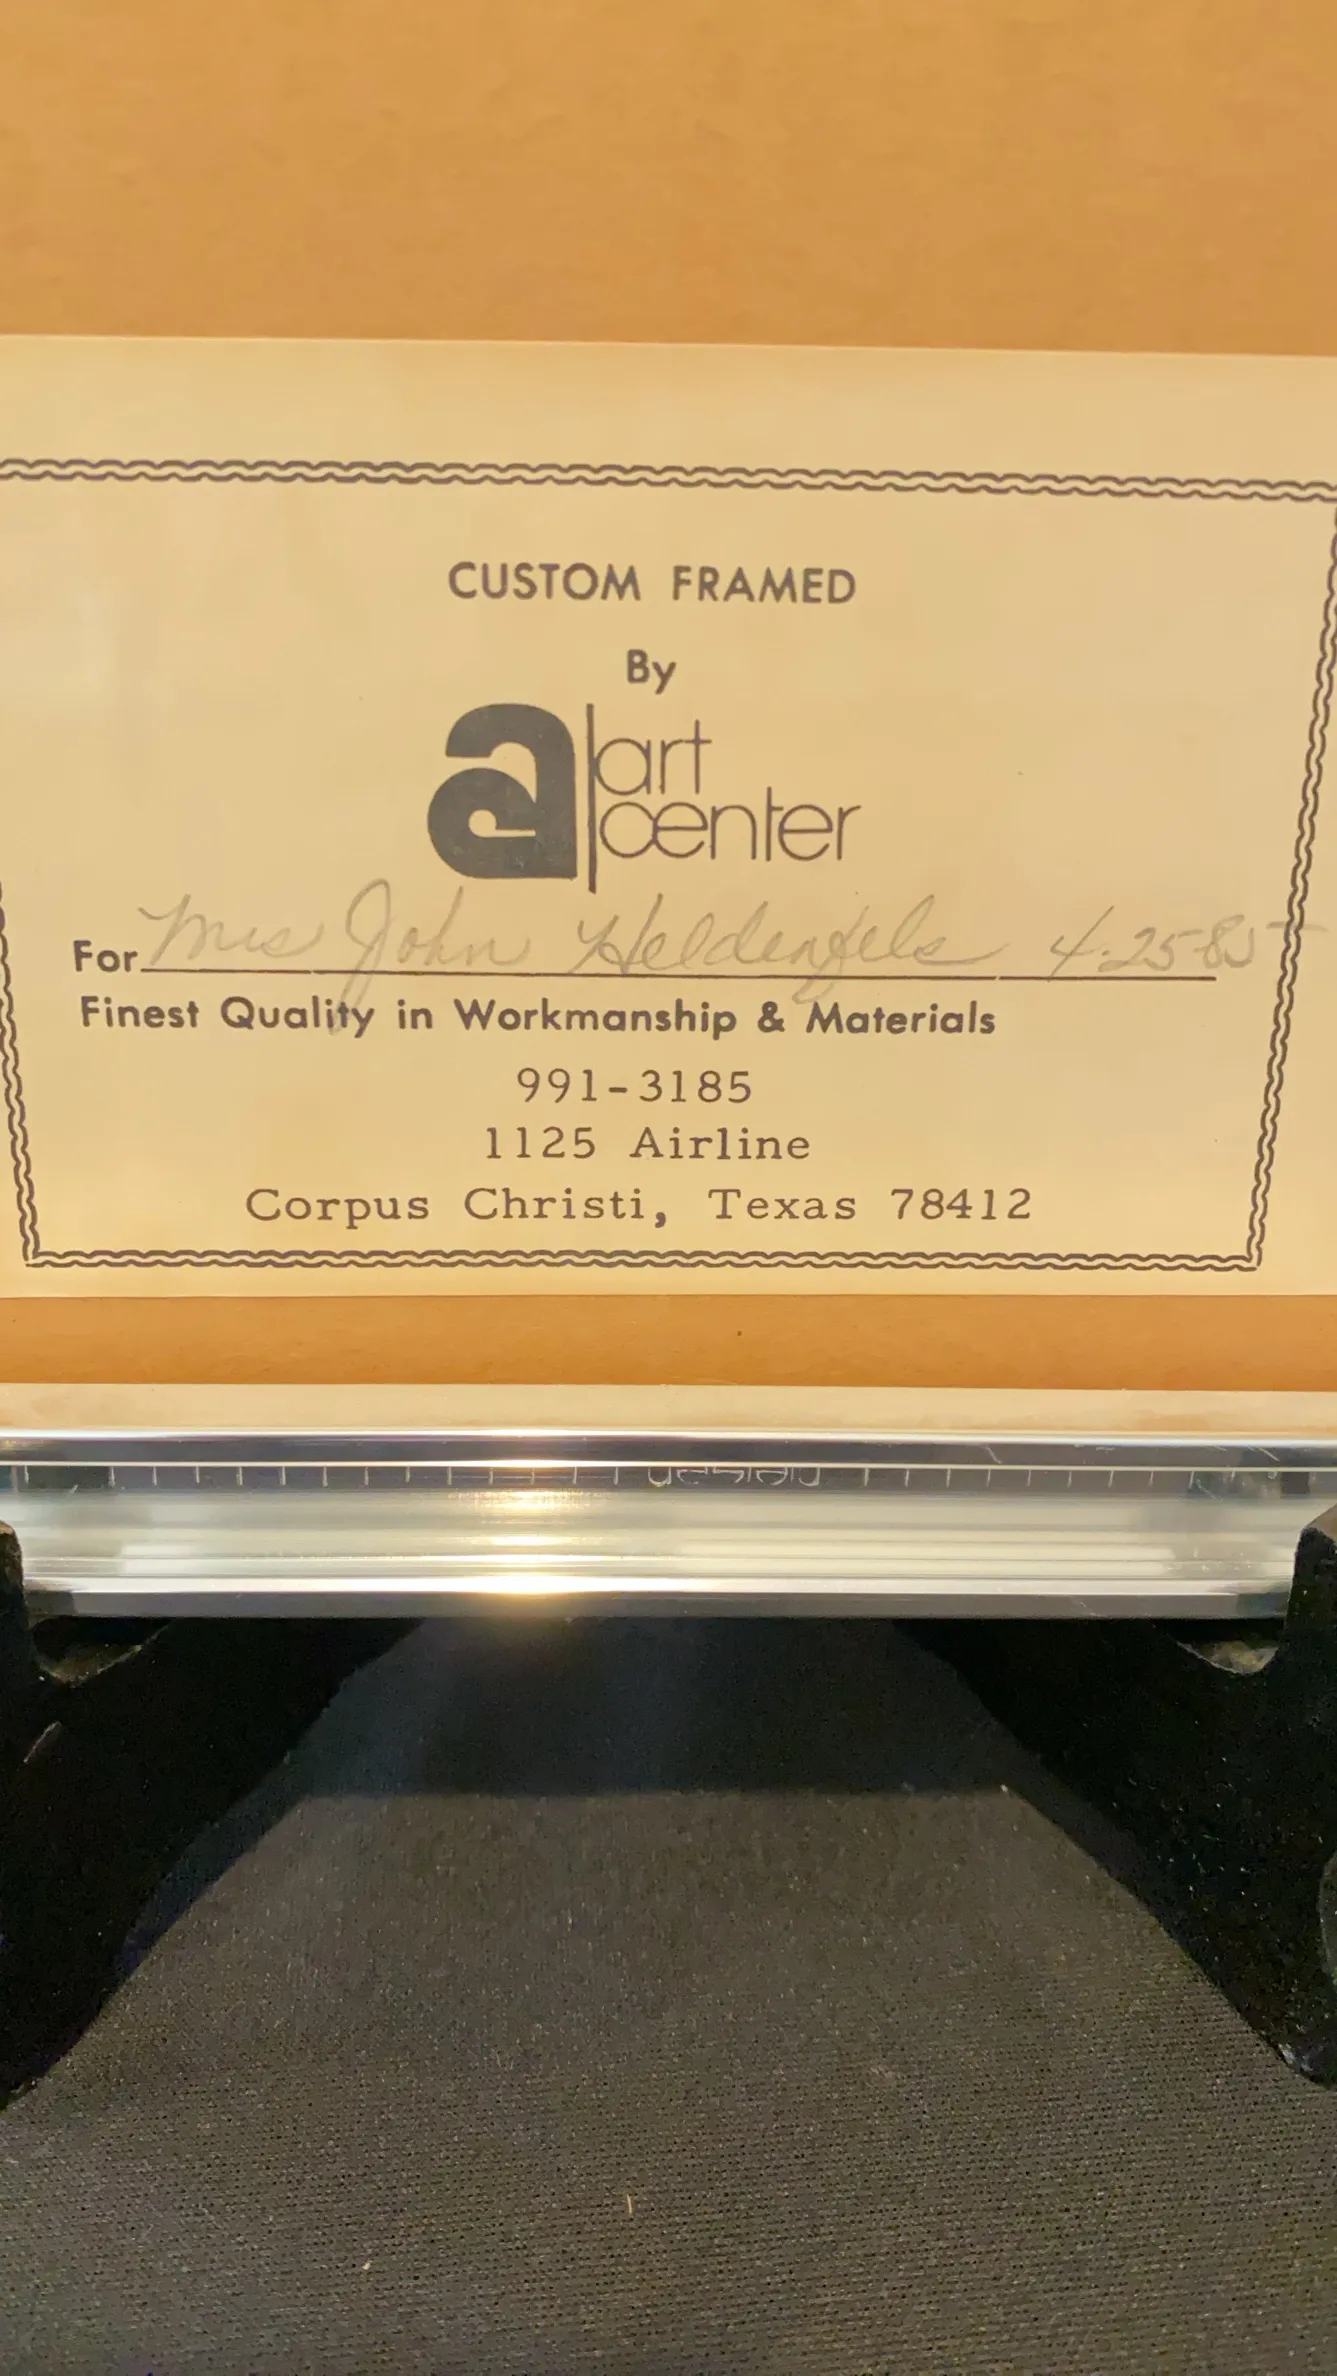 CUSTOM FRAMED
By
a art
center
For Mrs John Heldenfels 4-25-85
Finest Quality in Workmanship & Materials
991-3185
1125 Airline
Corpus Christi, Texas 78412